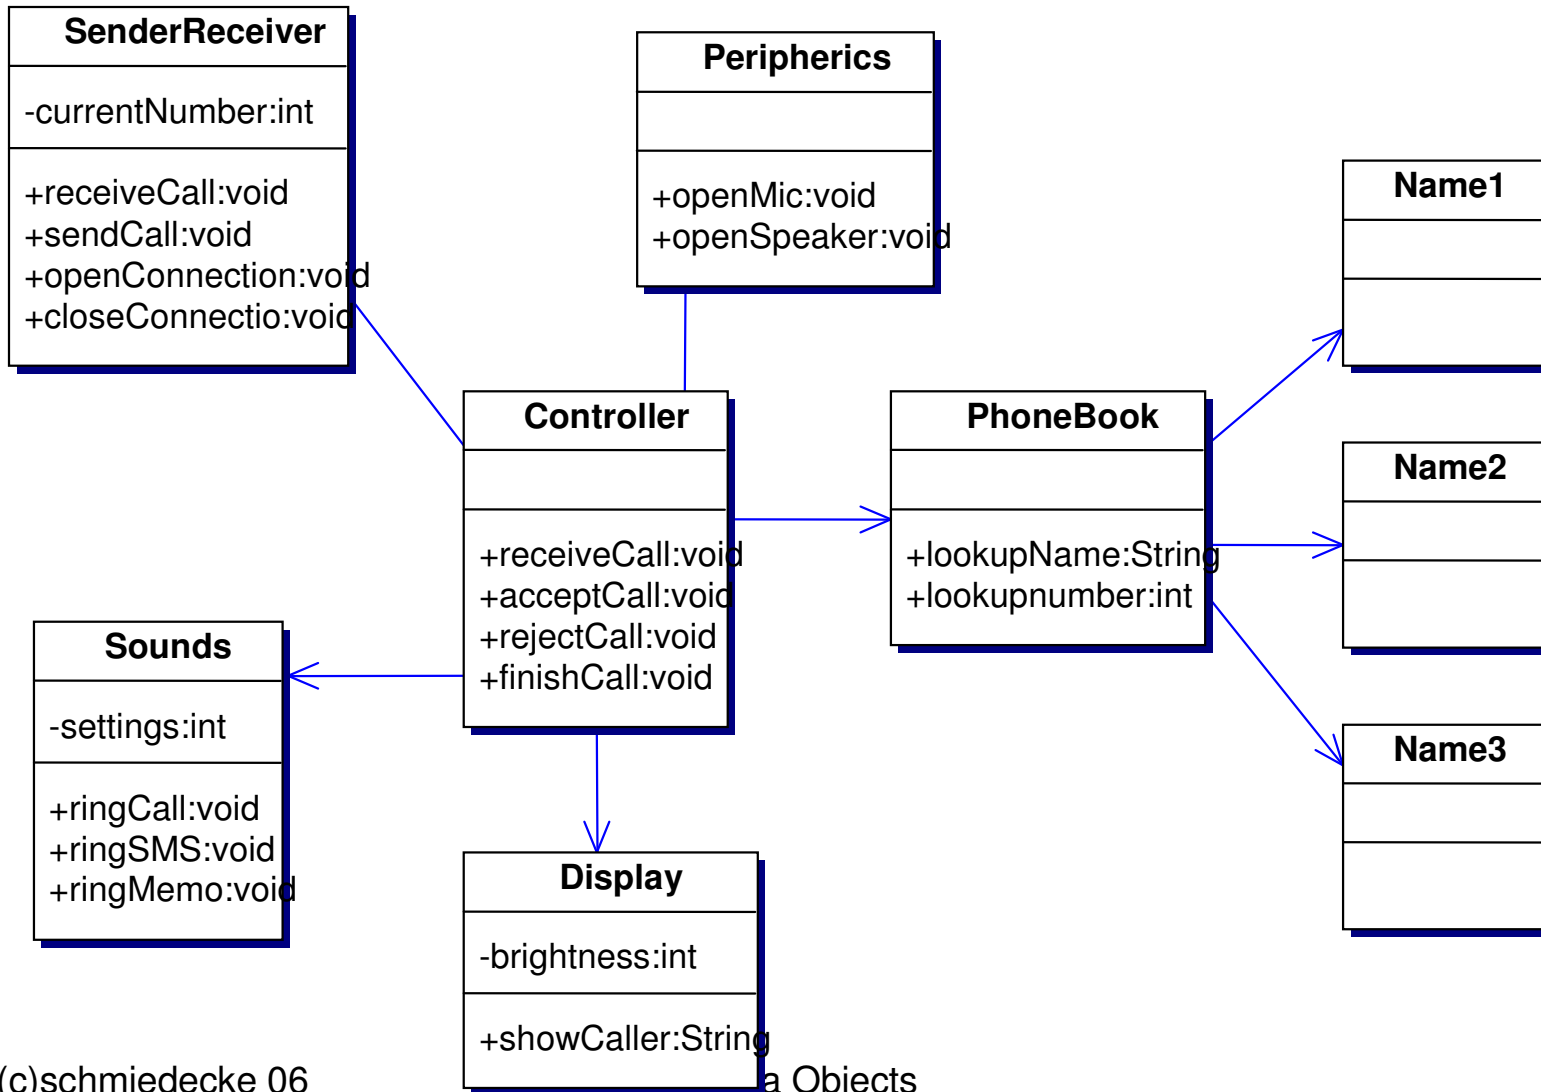 SenderReceiver
-currentNumber:int
+receiveCall:void
+sendCall:void
+openConnection:void
+closeConnectio:void
Peripherics
+openMic:void
+openSpeaker:void
Name1
Controller
+receiveCall:void
+acceptCall:void
+rejectCall:void
+finishCall:void
PhoneBook
+lookupName:String
+lookupnumber:int
Name2
Sounds
-settings:int
+ringCall:void
+ringSMS:void
+ringMemo:void
Name3
Display
-brightness:int
+showCaller:String
(c)schmiedecke 06
a Objects